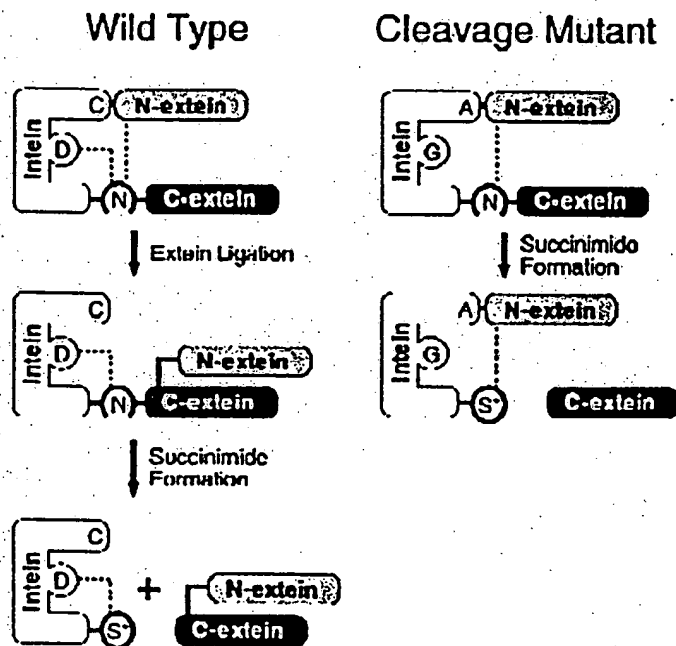 Wild Type
Cleavage Mutant
C
N-extein
Intein
D
N
C-extein
A
N-extein
Intein
G
N
C-extein
Extein Ligation
Succinimide
Formation
C
Intein
D
N-extein
N
C-extein
A
N-extein
Intein
G
S*
C-extein
Succinimide
Formation
C
Intein
D
S*
+
N-extein
C-extein